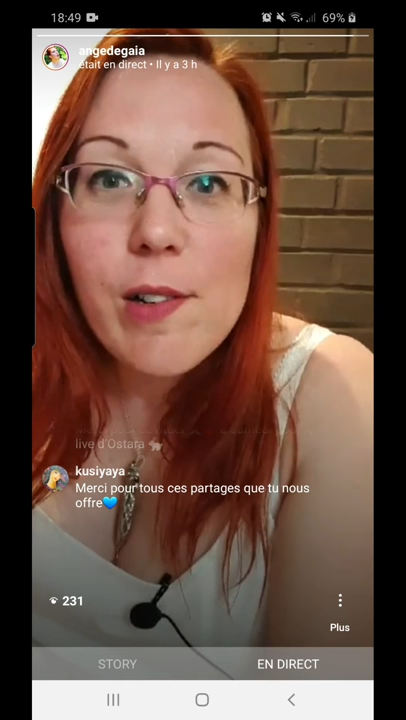 18:49
69%
angedegaia
était en direct • Il y a 3 h
live d'Ostara 🐇
kusiyaya
Merci pour tous ces partages que tu nous
offre💙
231
Plus
STORY
EN DIRECT